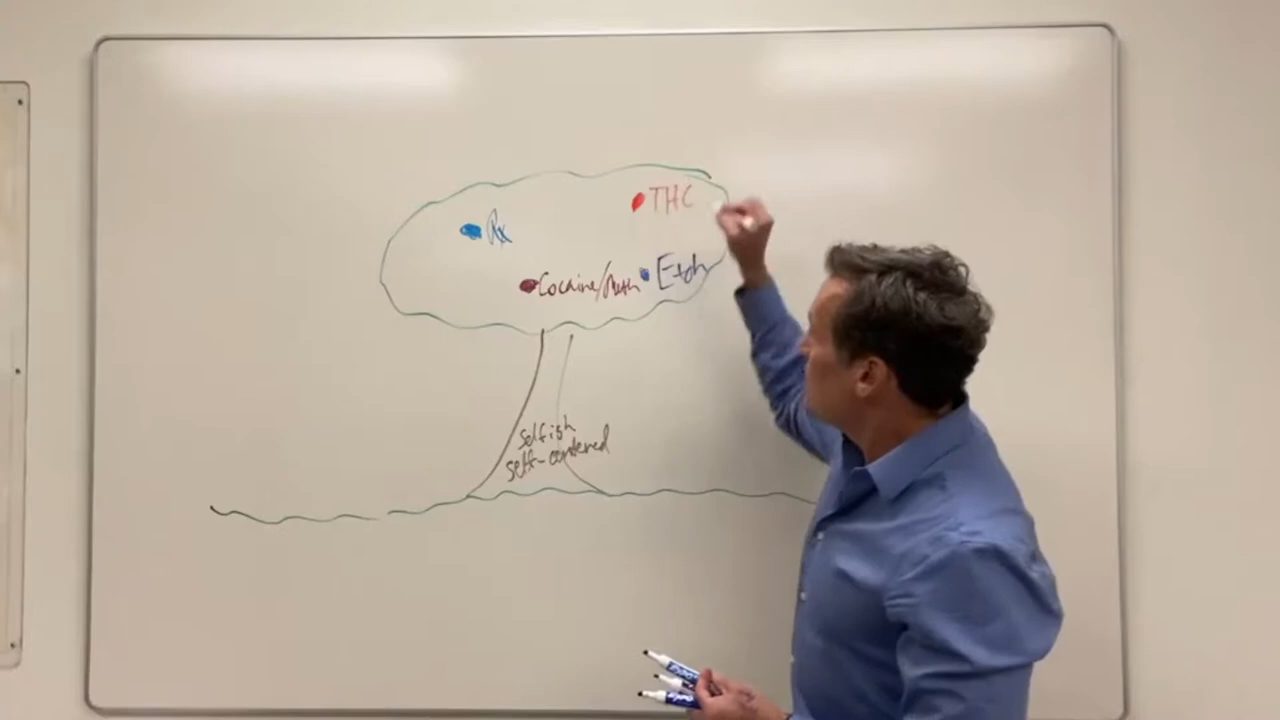 THC
Rx
Cocaine/Meth
Etoh
selfish
self-centered